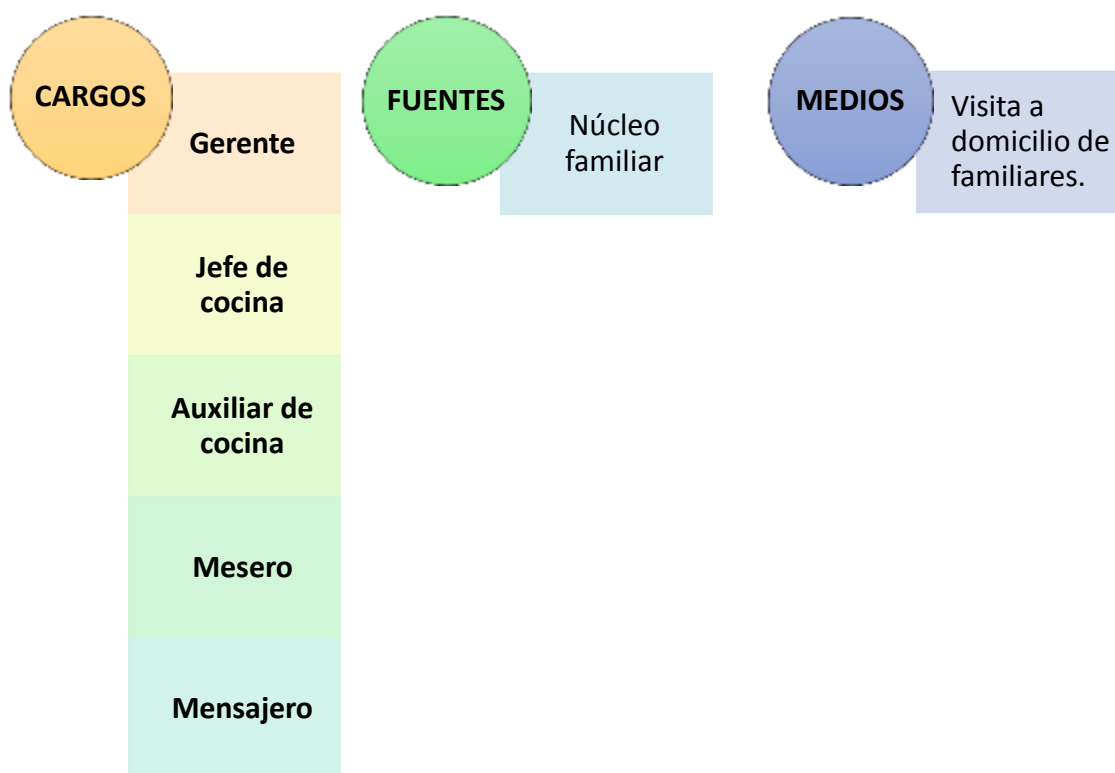 CARGOS
Gerente
Jefe de
cocina
Auxiliar de
cocina
Mesero
Mensajero
FUENTES
Núcleo
familiar
MEDIOS
Visita a
domicilio de
familiares.